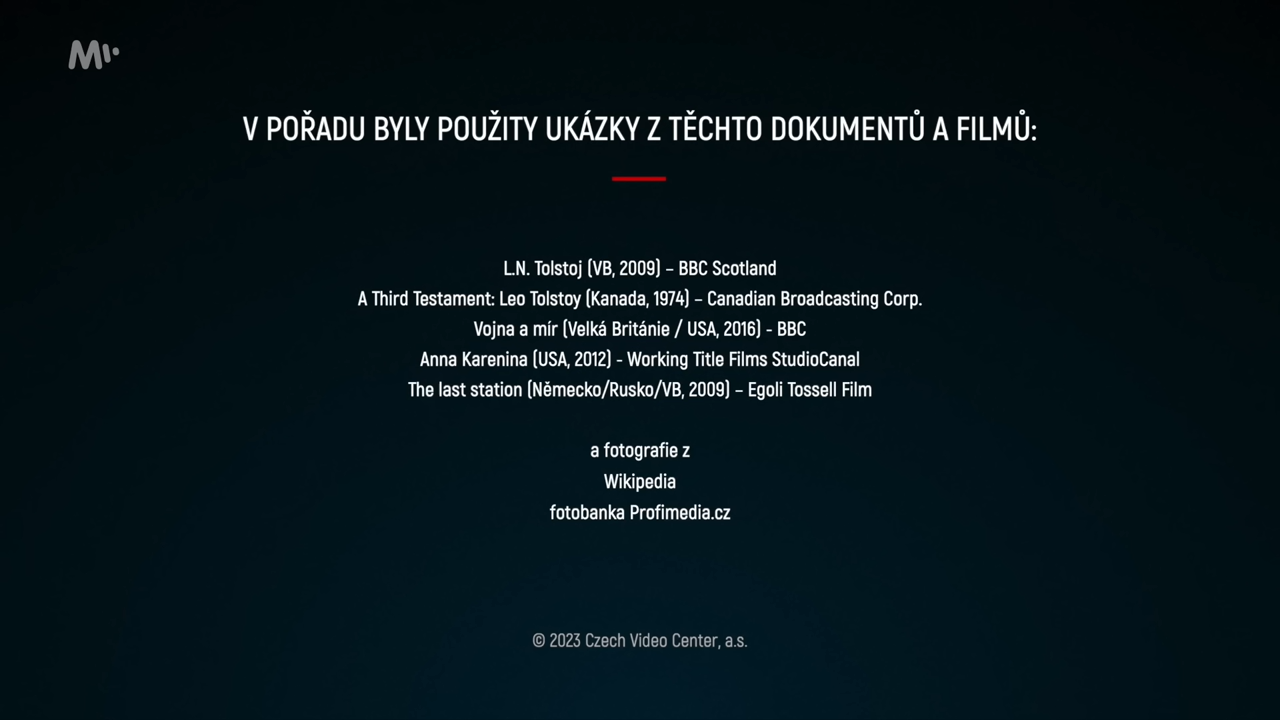 M
V POŘADU BYLY POUŽITY UKÁZKY Z TĚCHTO DOKUMENTŮ A FILMŮ:
L.N. Tolstoj (VB, 2009) – BBC Scotland
A Third Testament: Leo Tolstoy (Kanada, 1974) – Canadian Broadcasting Corp.
Vojna a mír (Velká Británie / USA, 2016) - BBC
Anna Karenina (USA, 2012) - Working Title Films StudioCanal
The last station (Německo/Rusko/VB, 2009) – Egoli Tossell Film
a fotografie z
Wikipedia
fotobanka Profimedia.cz
© 2023 Czech Video Center, a.s.